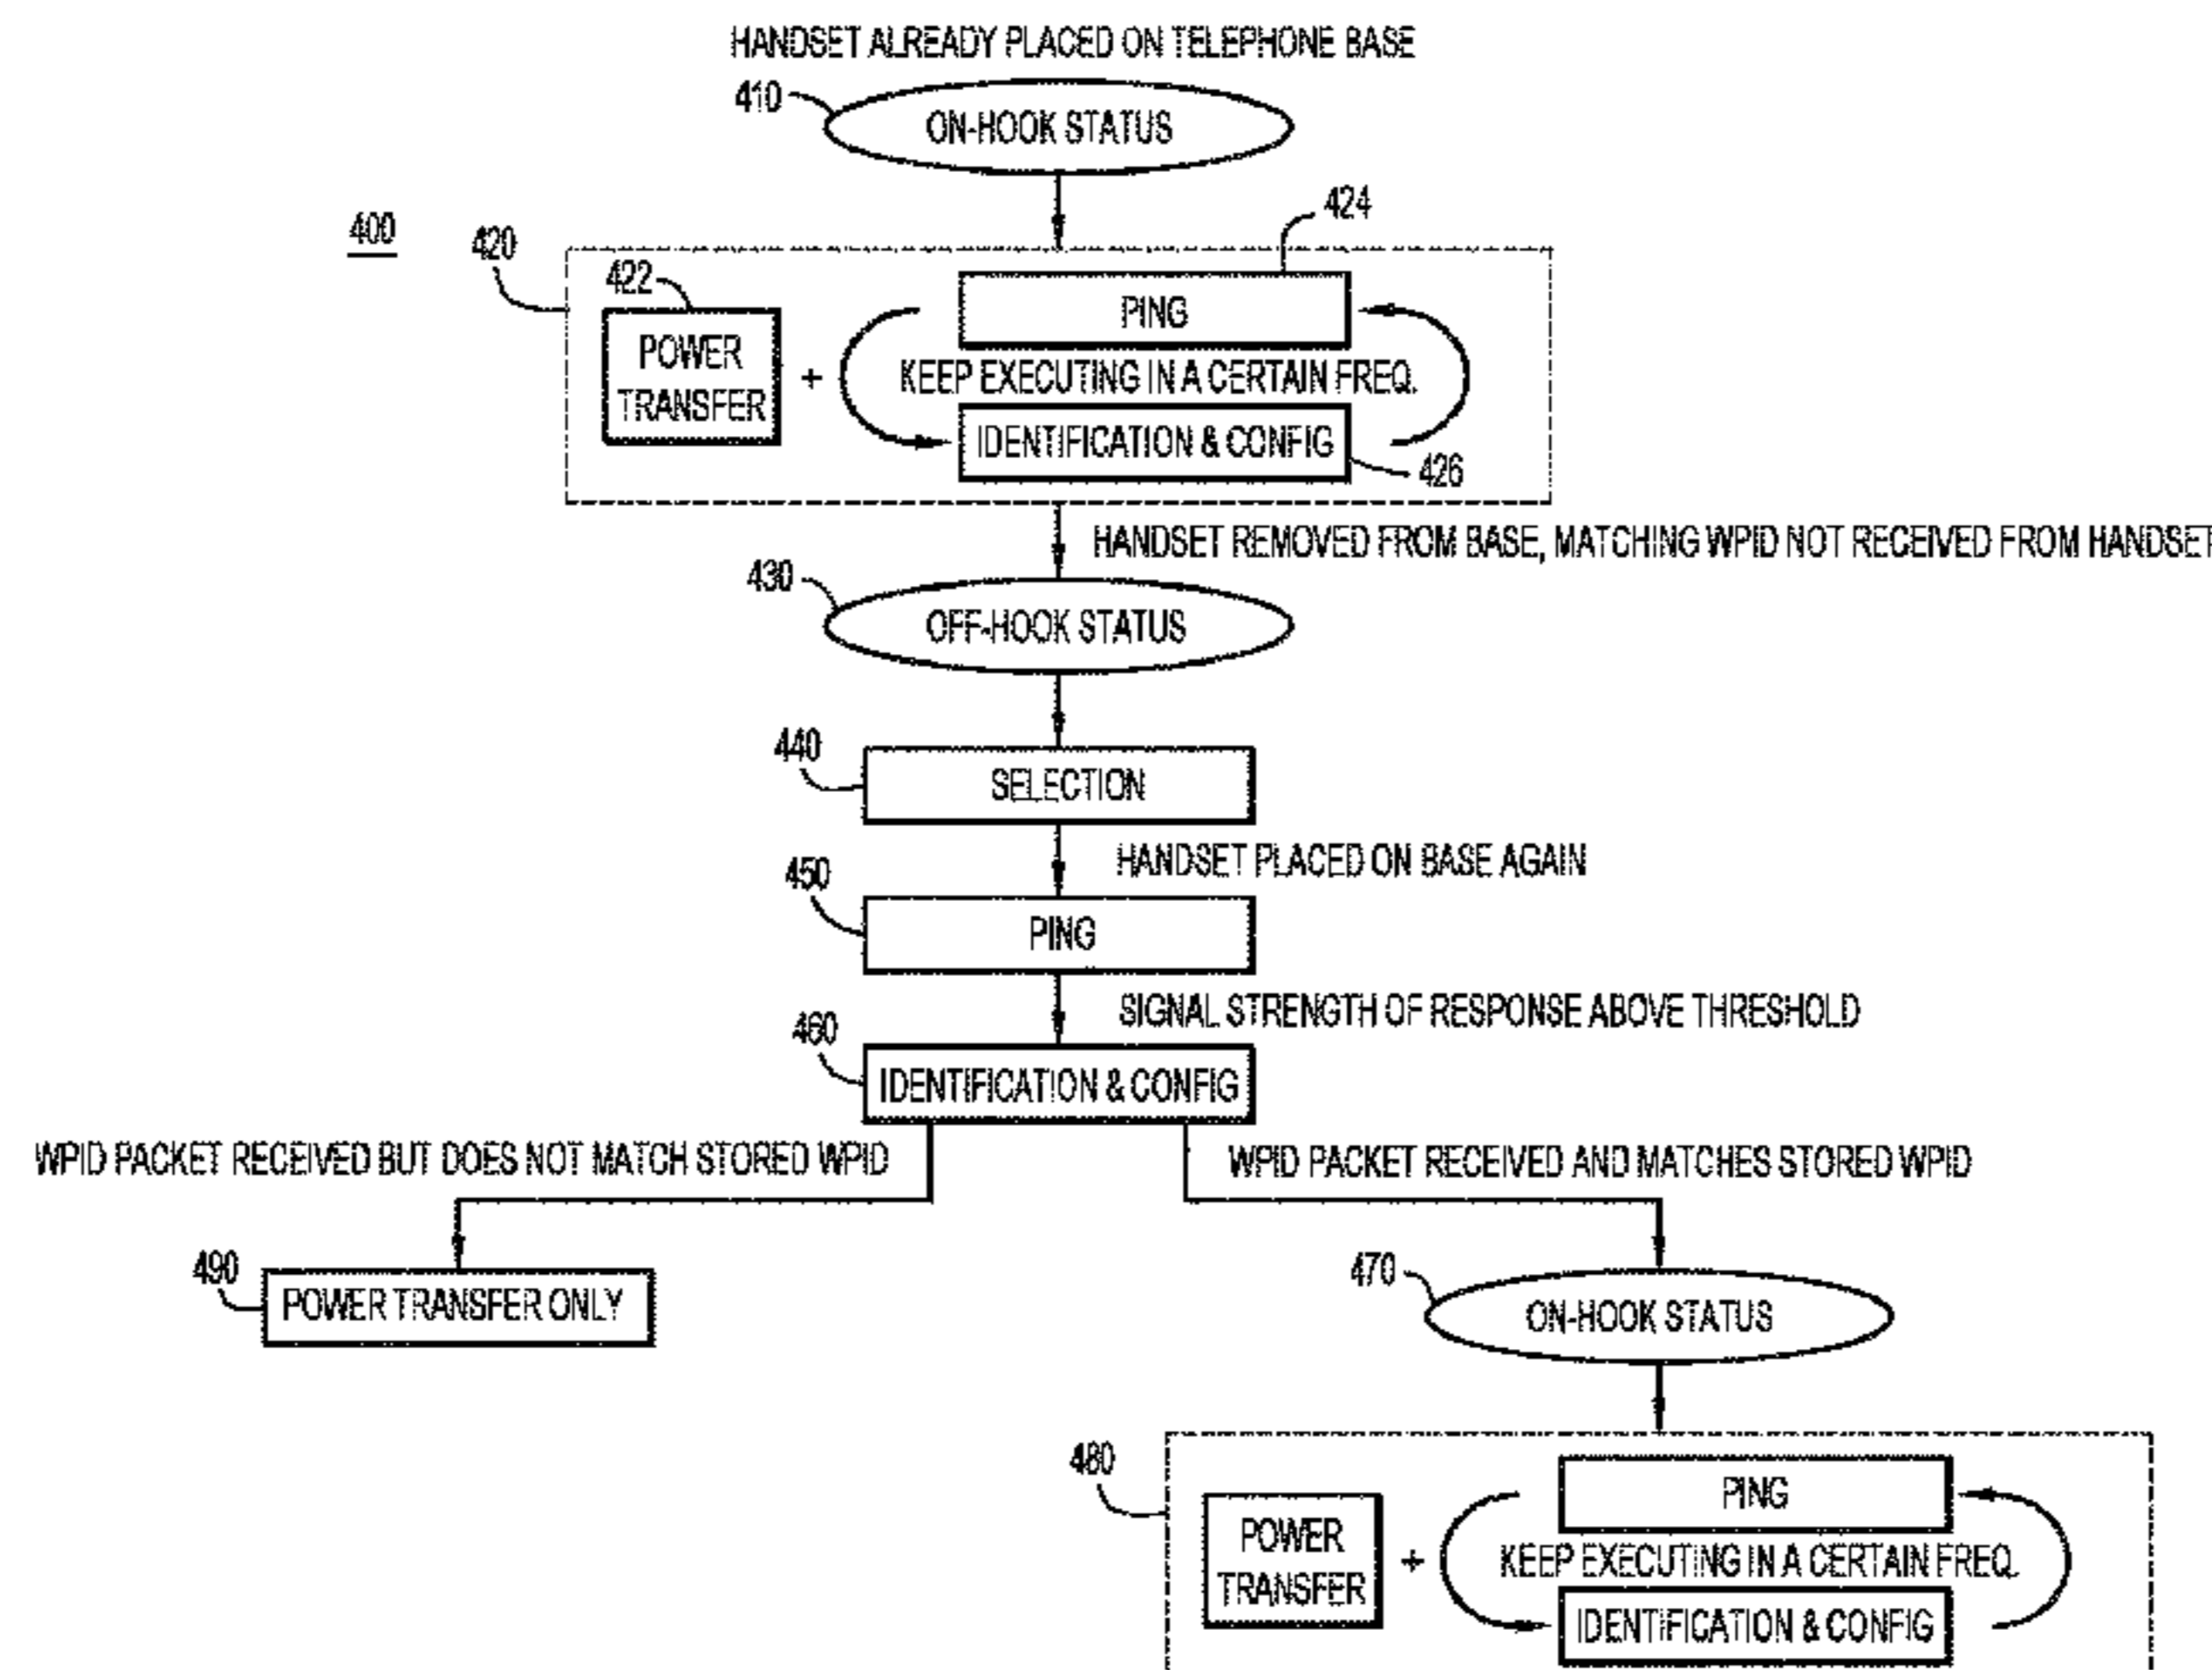 HANDSET ALREADY PLACED ON TELEPHONE BASE
410
ON-HOOK STATUS
400
420
424
422
PING
POWER
TRANSFER
+
KEEP EXECUTING IN A CERTAIN FREQ.
IDENTIFICATION & CONFIG
426
HANDSET REMOVED FROM BASE, MATCHING WPID NOT RECEIVED FROM HANDSET
430
OFF-HOOK STATUS
440
SELECTION
HANDSET PLACED ON BASE AGAIN
450
PING
SIGNAL STRENGTH OF RESPONSE ABOVE THRESHOLD
460
IDENTIFICATION & CONFIG
WPID PACKET RECEIVED BUT DOES NOT MATCH STORED WPID
WPID PACKET RECEIVED AND MATCHES STORED WPID
490
POWER TRANSFER ONLY
470
ON-HOOK STATUS
480
PING
POWER
TRANSFER
+
KEEP EXECUTING IN A CERTAIN FREQ.
IDENTIFICATION & CONFIG